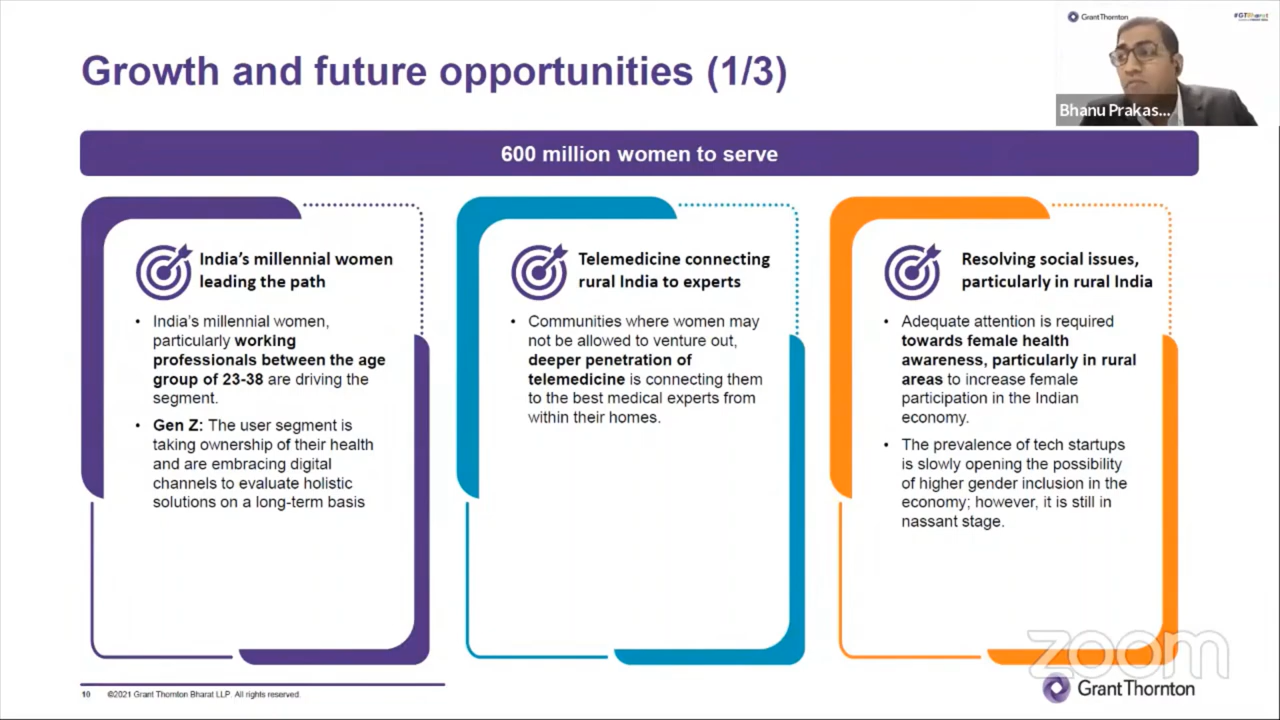 Growth and future opportunities (1/3)
Grant Thornton
#GTBharat
Bhanu Prakas...
600 million women to serve
India's millennial women
leading the path
• India's millennial women,
particularly working
professionals between the age
group of 23-38 are driving the
segment.
• Gen Z: The user segment is
taking ownership of their health
and are embracing digital
channels to evaluate holistic
solutions on a long-term basis
Telemedicine connecting
rural India to experts
• Communities where women may
not be allowed to venture out,
deeper penetration of
telemedicine is connecting them
to the best medical experts from
within their homes.
Resolving social issues,
particularly in rural India
• Adequate attention is required
towards female health
awareness, particularly in rural
areas to increase female
participation in the Indian
economy.
• The prevalence of tech startups
is slowly opening the possibility
of higher gender inclusion in the
economy; however, it is still in
nassant stage.
zoom
10 ©2021 Grant Thornton Bharat LLP. All rights reserved.
Grant Thornton